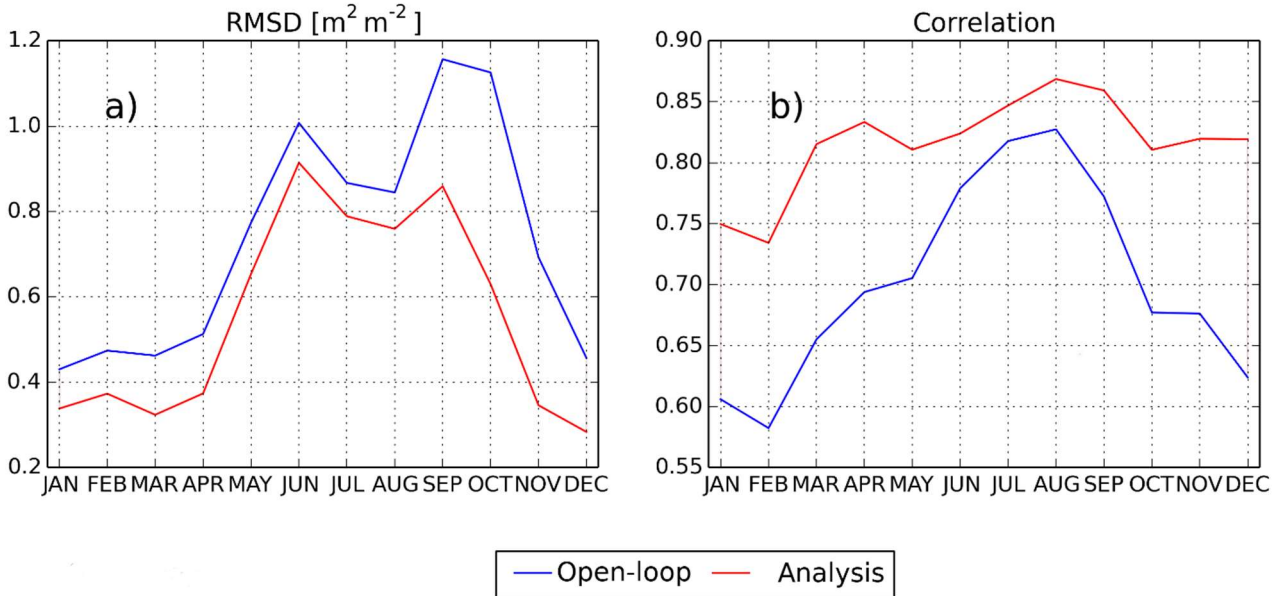 RMSD [m² m⁻²]
a)
1.2
1.0
0.8
0.6
0.4
0.2
JAN FEB MAR APR MAY JUN JUL AUG SEP OCT NOV DEC
Correlation
b)
0.90
0.85
0.80
0.75
0.70
0.65
0.60
0.55
JAN FEB MAR APR MAY JUN JUL AUG SEP OCT NOV DEC
Open-loop Analysis